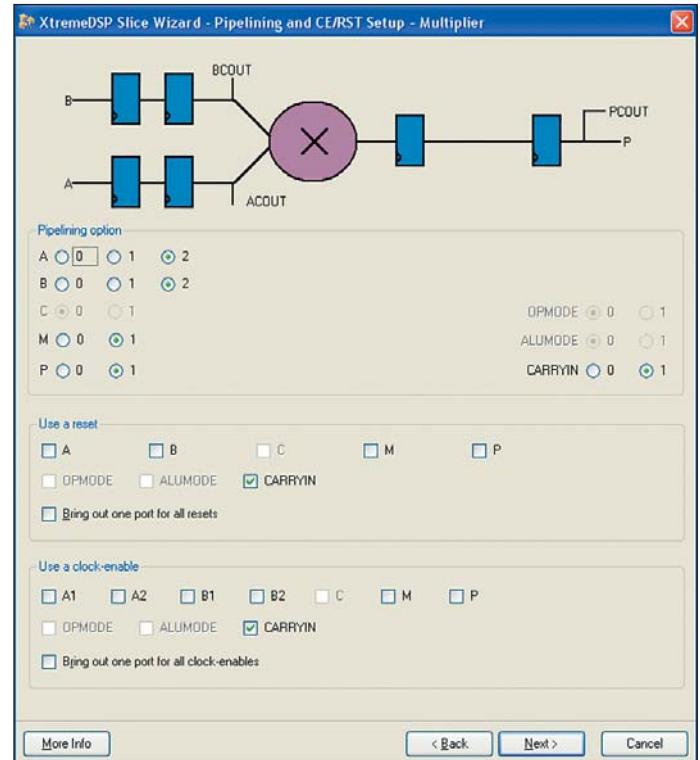 XtremeDSP Slice Wizard - Pipelining and CE/RST Setup - Multiplier
BCOUT
B
PCOUT
P
A
ACOUT
Pipelining option
A 0 1 2
B 0 1 2
C 0 1 OPMODE 0 1
M 0 1 ALUMODE 0 1
P 0 1 CARRYIN 0 1
Use a reset
A B C M P
OPMODE ALUMODE CARRYIN
Bring out one port for all resets
Use a clock-enable
A1 A2 B1 B2 C M P
OPMODE ALUMODE CARRYIN
Bring out one port for all clock-enables
More Info < Back Next > Cancel